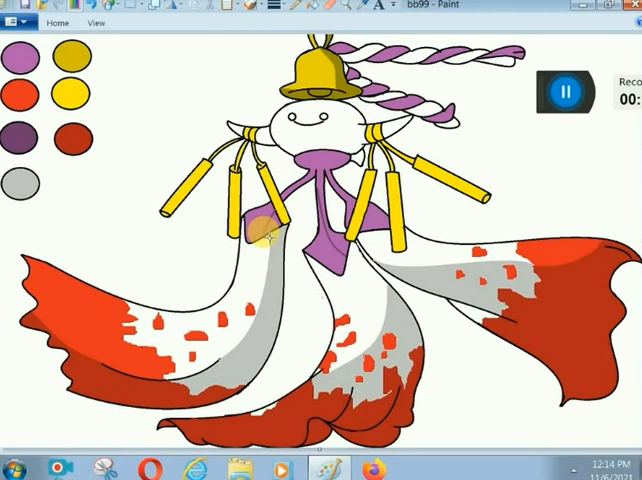 bb99 - Paint
Home View
Reco
00:
12:14 PM
11/6/2021